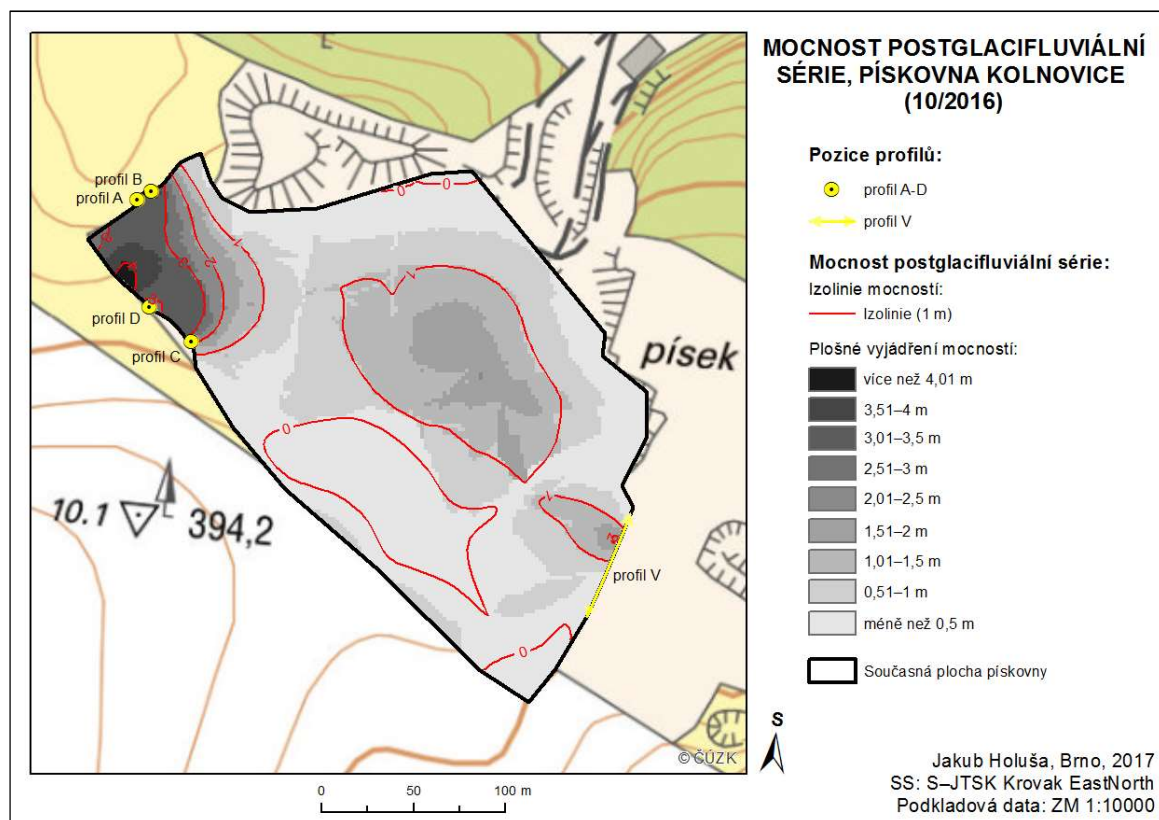 MOCNOST POSTGLACIFLUVIÁLNÍ
SÉRIE, PÍSKOVNA KOLNOVICE
(10/2016)
Pozice profilů:
profil A-D
profil V
Mocnost postglacifluviální série:
Izolinie mocností:
Izolinie (1 m)
Plošné vyjádření mocností:
více než 4,01 m
3,51–4 m
3,01–3,5 m
2,51–3 m
2,01–2,5 m
1,51–2 m
1,01–1,5 m
0,51–1 m
méně než 0,5 m
Současná plocha pískovny
S
Jakub Holuša, Brno, 2017
SS: S–JTSK Krovak EastNorth
Podkladová data: ZM 1:10000
profil B
profil A
profil D
profil C
profil V
písek
10.1
394,2
0
0
1
2
3
1
0
1
0
© ČÚZK
0 50 100 m